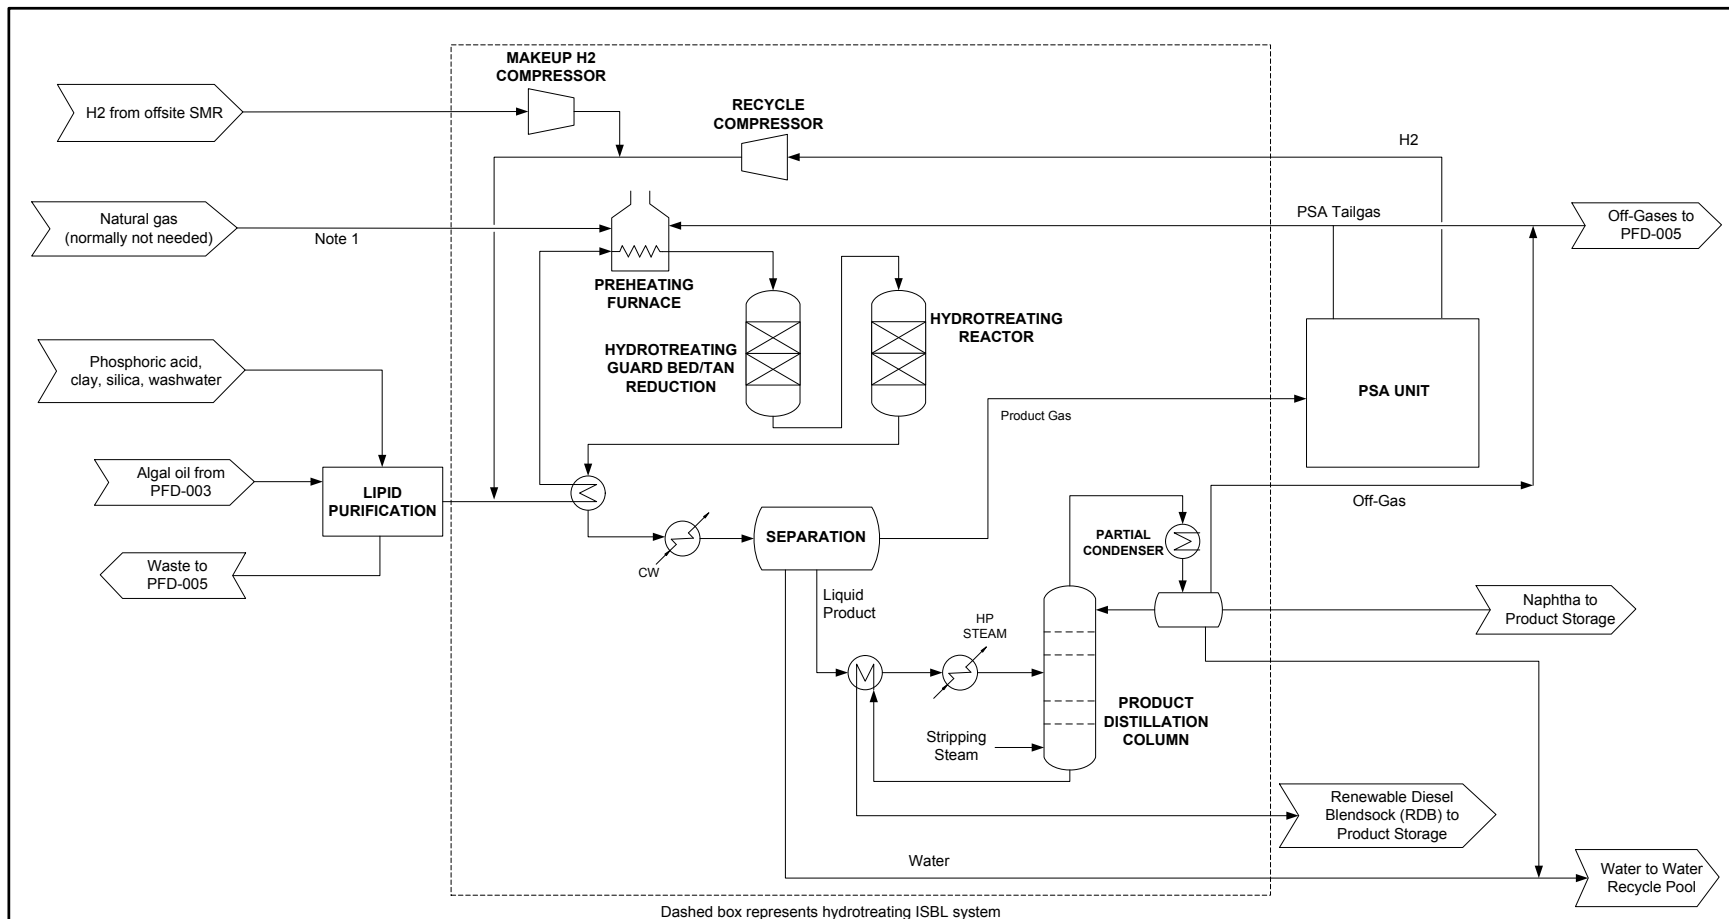 MAKEUP H2
COMPRESSOR
H2 from offsite SMR
RECYCLE
COMPRESSOR
H2
Natural gas
(normally not needed)
Note 1
PSA Tailgas
Off-Gases to
PFD-005
PREHEATING
FURNACE
HYDROTREATING
REACTOR
HYDROTREATING
GUARD BED/TAN
REDUCTION
Phosphoric acid,
clay, silica, washwater
PSA UNIT
Product Gas
Algal oil from
PFD-003
LIPID
PURIFICATION
Off-Gas
SEPARATION
PARTIAL
CONDENSER
CW
Waste to
PFD-005
Liquid
Product
Naphtha to
Product Storage
HP
STEAM
PRODUCT
DISTILLATION
COLUMN
Stripping
Steam
Renewable Diesel
Blendsock (RDB) to
Product Storage
Water
Water to Water
Recycle Pool
Dashed box represents hydrotreating ISBL system